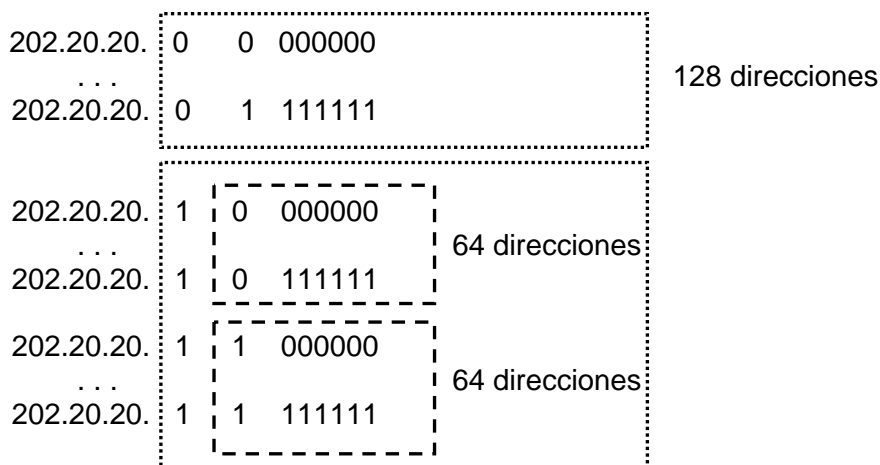 202.20.20. 0 0 000000
. . .
128 direcciones
202.20.20. 0 1 111111
202.20.20. 1 0 000000
. . .
64 direcciones
202.20.20. 1 0 111111
202.20.20. 1 1 000000
. . .
64 direcciones
202.20.20. 1 1 111111